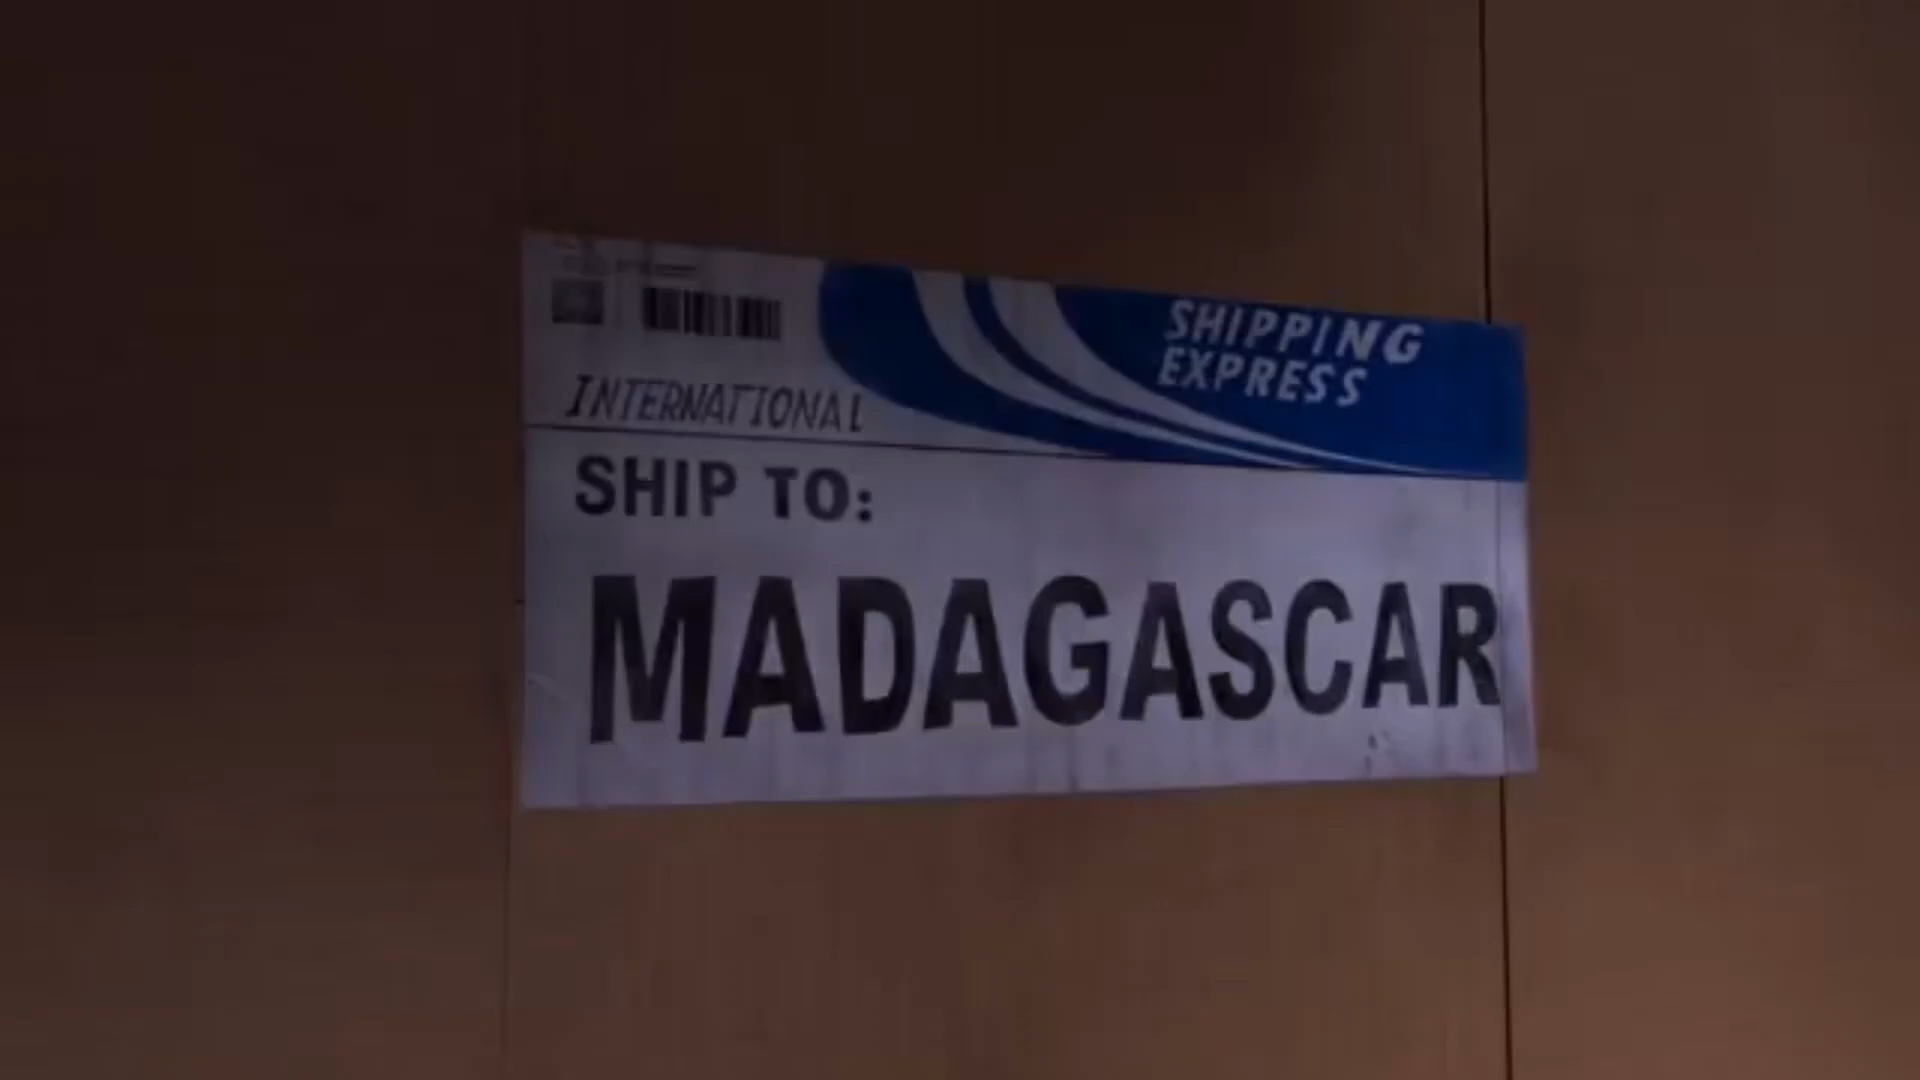 SHIPPING
EXPRESS
INTERNATIONAL
SHIP TO:
MADAGASCAR